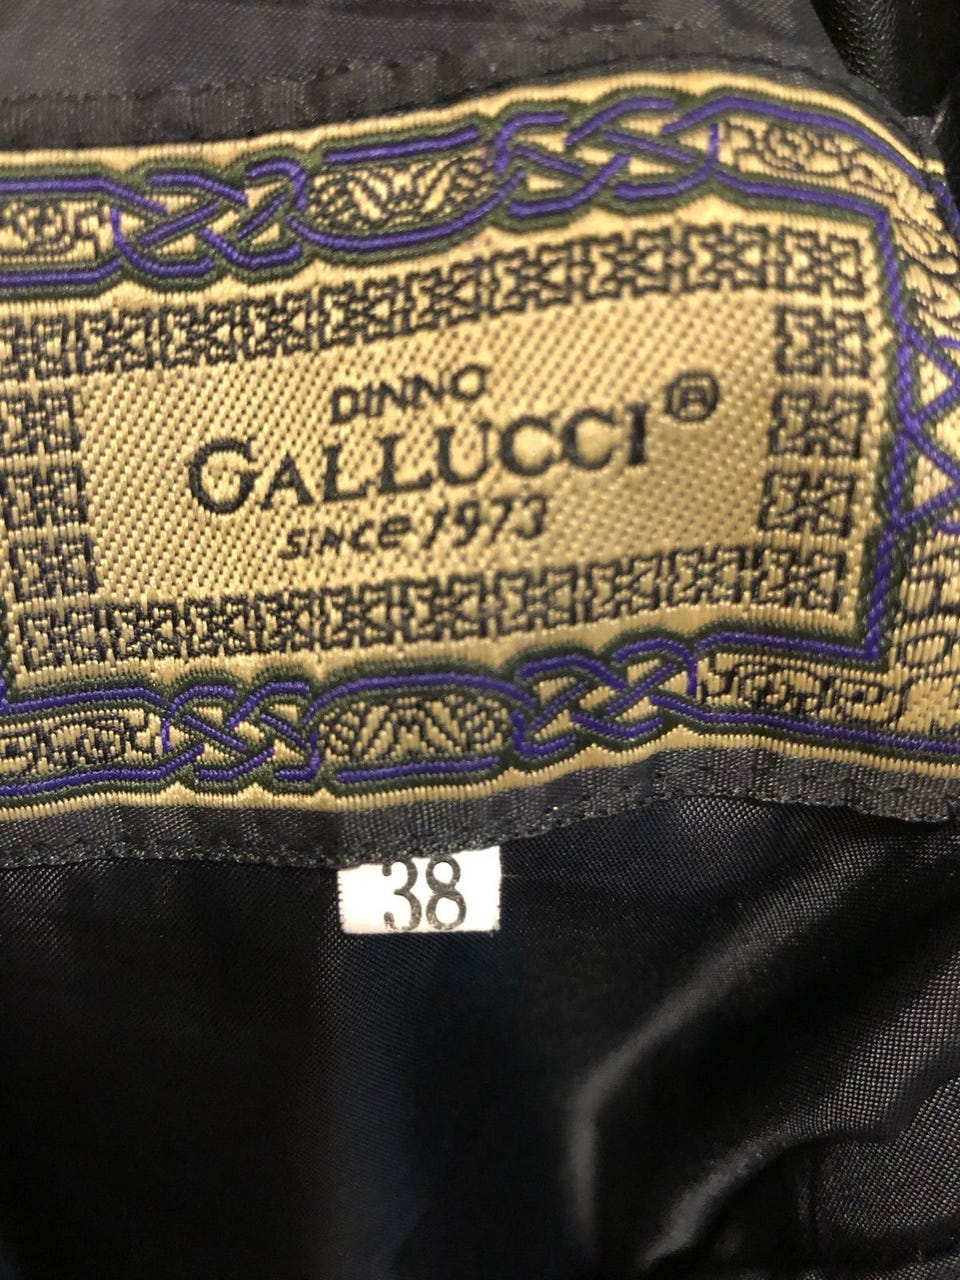 DINNO
GALLUCCI®
SINCE 1973
38